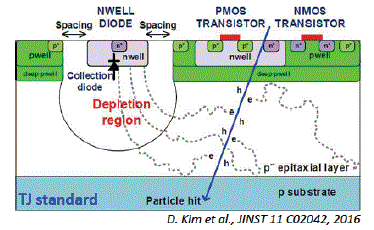 Spacing
NWELL
DIODE
Spacing
PMOS
TRANSISTOR
NMOS
TRANSISTOR
p+ p+ n+ p+ p+ p+ n+ p+ n+ n+
pwell
nwell
nwell
pwell
deep pwell
deep pwell
Collection
diode
Depletion
region
h e
h e
h e
h e
h e
p⁻ epitaxial layer
TJ standard
Particle hit
p substrate
D. Kim et al., JINST 11 C02042, 2016